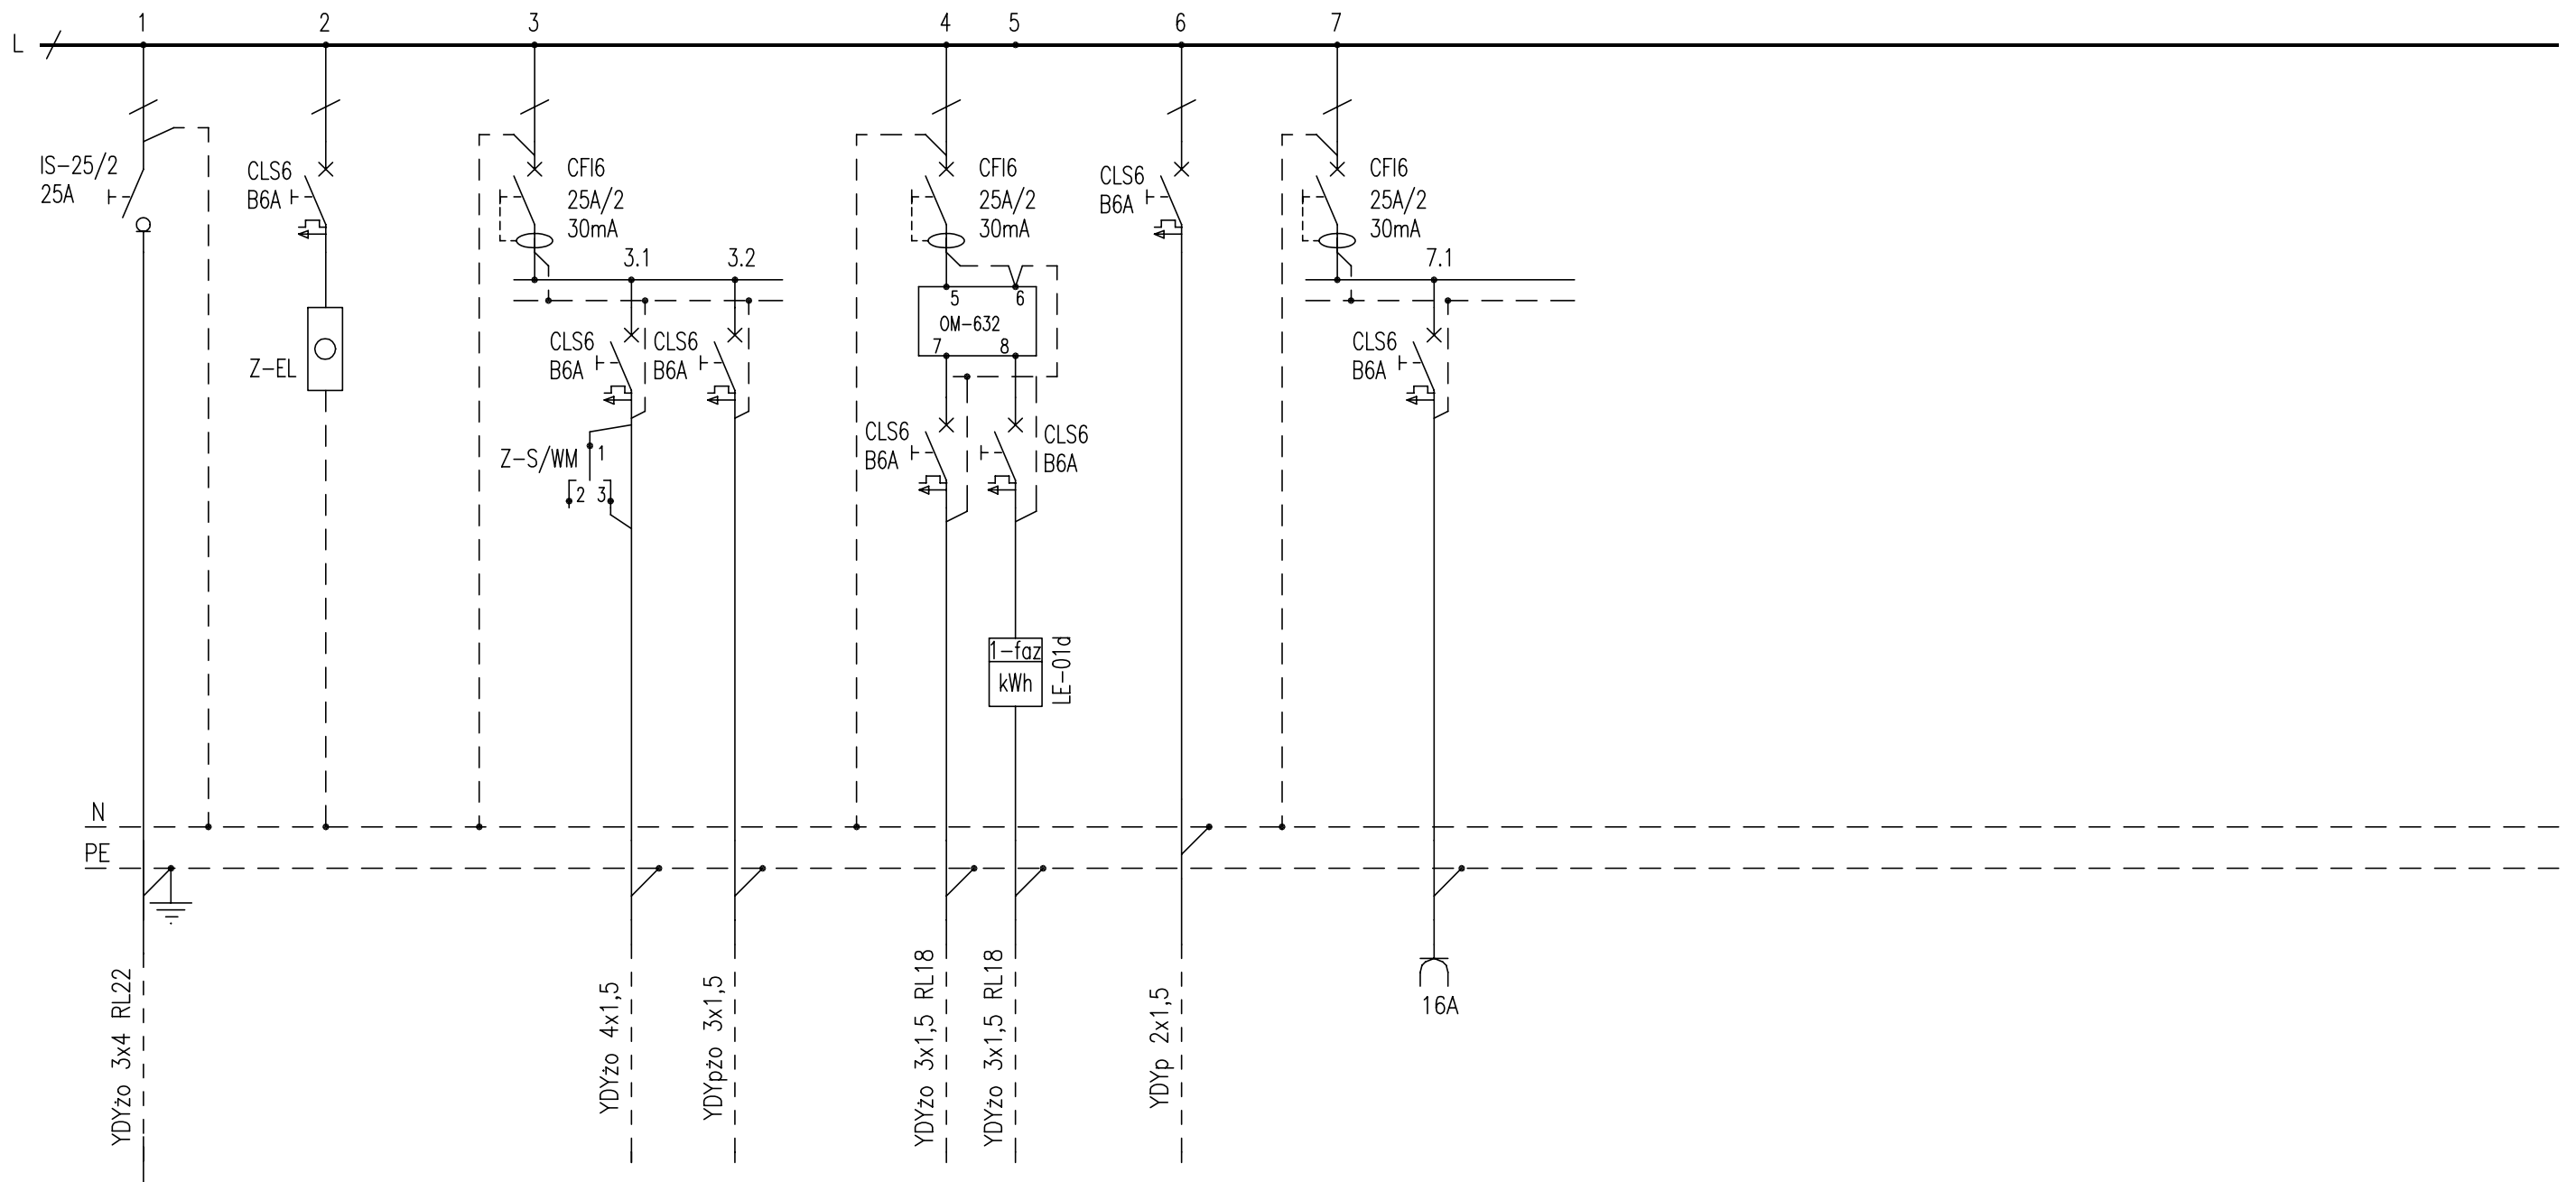 1 2 3 4 5 6 7
L
IS-25/2
25A
CLS6
B6A
Z-EL
CFI6
25A/2
30mA
3.1 3.2
CLS6
B6A
CLS6
B6A
Z-S/WM
1
2 3
CFI6
25A/2
30mA
5 6
OM-632
7 8
CLS6
B6A
CLS6
B6A
1-faz
kWh
LE-01d
CLS6
B6A
CFI6
25A/2
30mA
7.1
CLS6
B6A
N
PE
YDYżo 3x4 RL22
YDYżo 4x1,5
YDYpżo 3x1,5
YDYżo 3x1,5 RL18
YDYżo 3x1,5 RL18
YDYp 2x1,5
16A